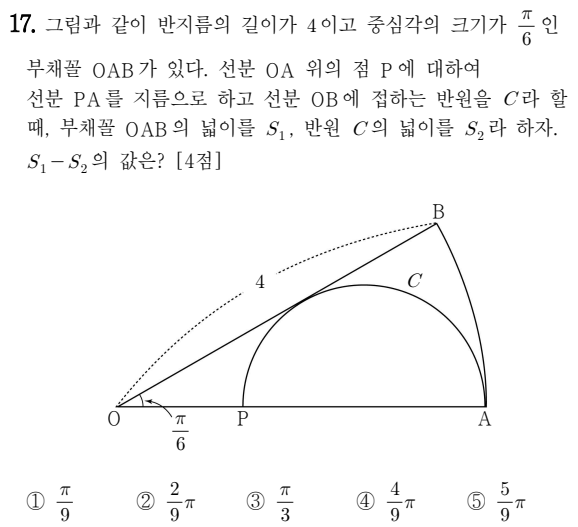 17. 그림과 같이 반지름의 길이가 4이고 중심각의 크기가 π/6 인
부채꼴 OAB가 있다. 선분 OA 위의 점 P에 대하여
선분 PA를 지름으로 하고 선분 OB에 접하는 반원을 C라 할
때, 부채꼴 OAB의 넓이를 S₁, 반원 C의 넓이를 S₂라 하자.
S₁－S₂의 값은? [4점]
B
4
C
O
P
A
π/6
① π/9 ② 2/9 π ③ π/3 ④ 4/9 π ⑤ 5/9 π